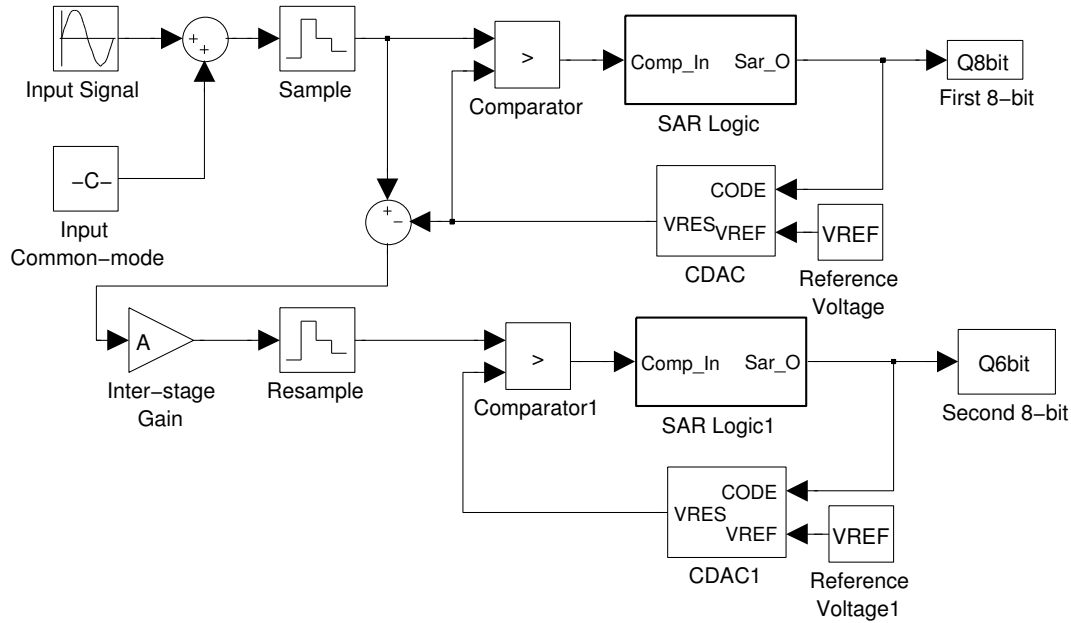 Input Signal
+
+
Sample
>
Comparator
Comp_In Sar_O
SAR Logic
Q8bit
First 8−bit
−C−
Input
Common−mode
+
−
CODE
VRES
VREF
CDAC
VREF
Reference
Voltage
A
Inter−stage
Gain
Resample
>
Comparator1
Comp_In Sar_O
SAR Logic1
Q6bit
Second 8−bit
CODE
VRES
VREF
CDAC1
VREF
Reference
Voltage1